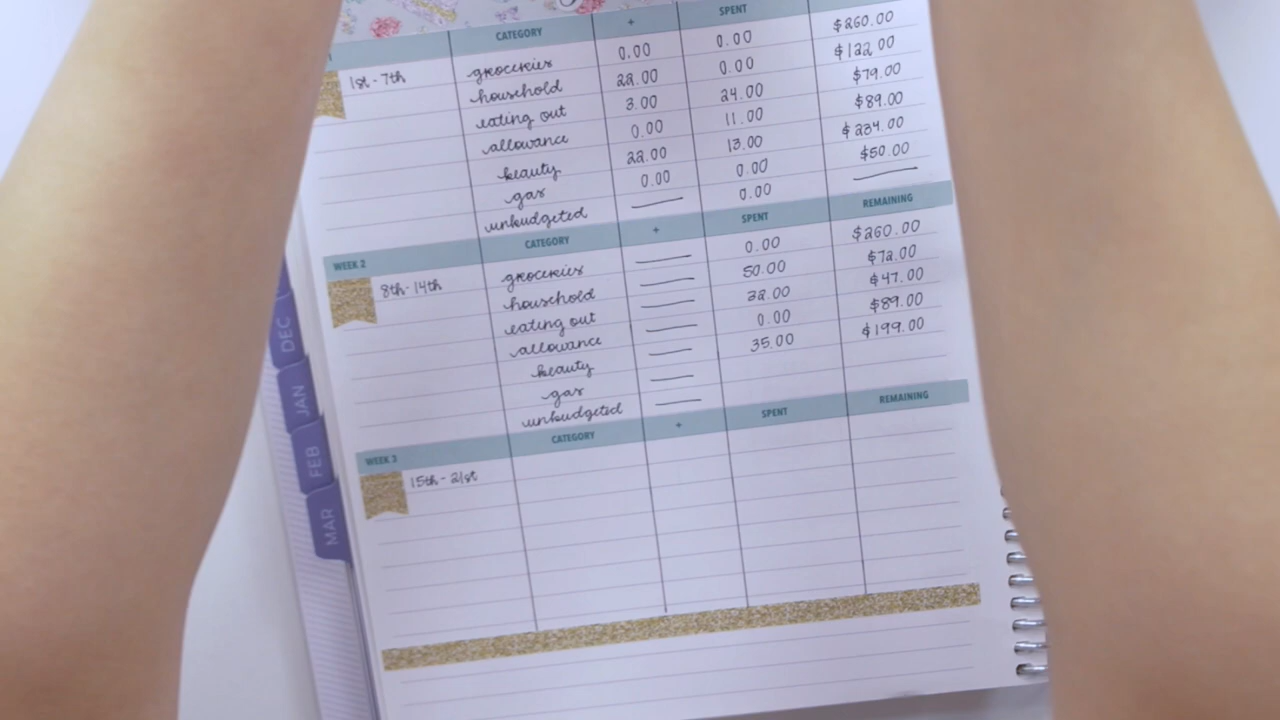 CATEGORY + SPENT
1st - 7th groceries 0.00 0.00 $260.00
household 22.00 0.00 $122.00
eating out 3.00 24.00 $79.00
allowance 0.00 11.00 $89.00
beauty 22.00 13.00 $234.00
gas 0.00 0.00 $50.00
unbudgeted — 0.00 —
WEEK 2 CATEGORY + SPENT REMAINING
8th - 14th groceries — 0.00 $260.00
household — 50.00 $72.00
eating out — 32.00 $47.00
allowance — 0.00 $89.00
beauty — 35.00 $199.00
gas —
unbudgeted —
WEEK 3 CATEGORY + SPENT REMAINING
15th - 21st
DEC
JAN
FEB
MAR